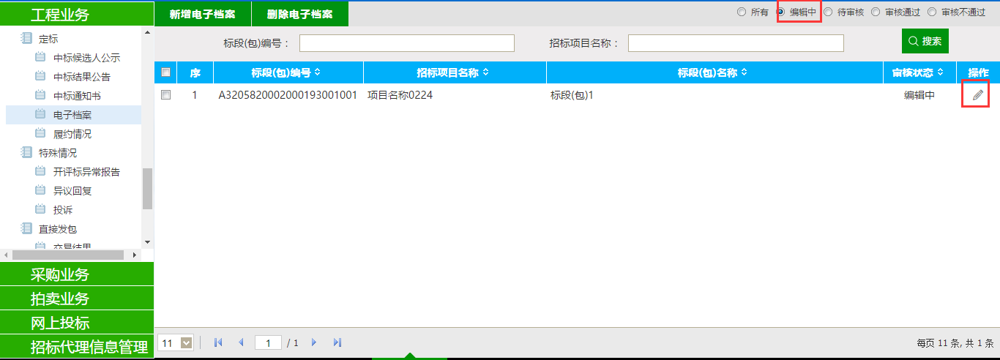 工程业务
定标
中标候选人公示
中标结果公告
中标通知书
电子档案
履约情况
特殊情况
开评标异常报告
异议回复
投诉
直接发包
交易结果
采购业务
拍卖业务
网上投标
招标代理信息管理
新增电子档案 删除电子档案 所有 编辑中 待审核 审核通过 审核不通过
标段(包)编号： 招标项目名称： 搜索
序 标段(包)编号 招标项目名称 标段(包)名称 审核状态 操作
1 A3205820002000193001001 项目名称0224 标段(包)1 编辑中
11 1 / 1 每页 11 条, 共 1 条